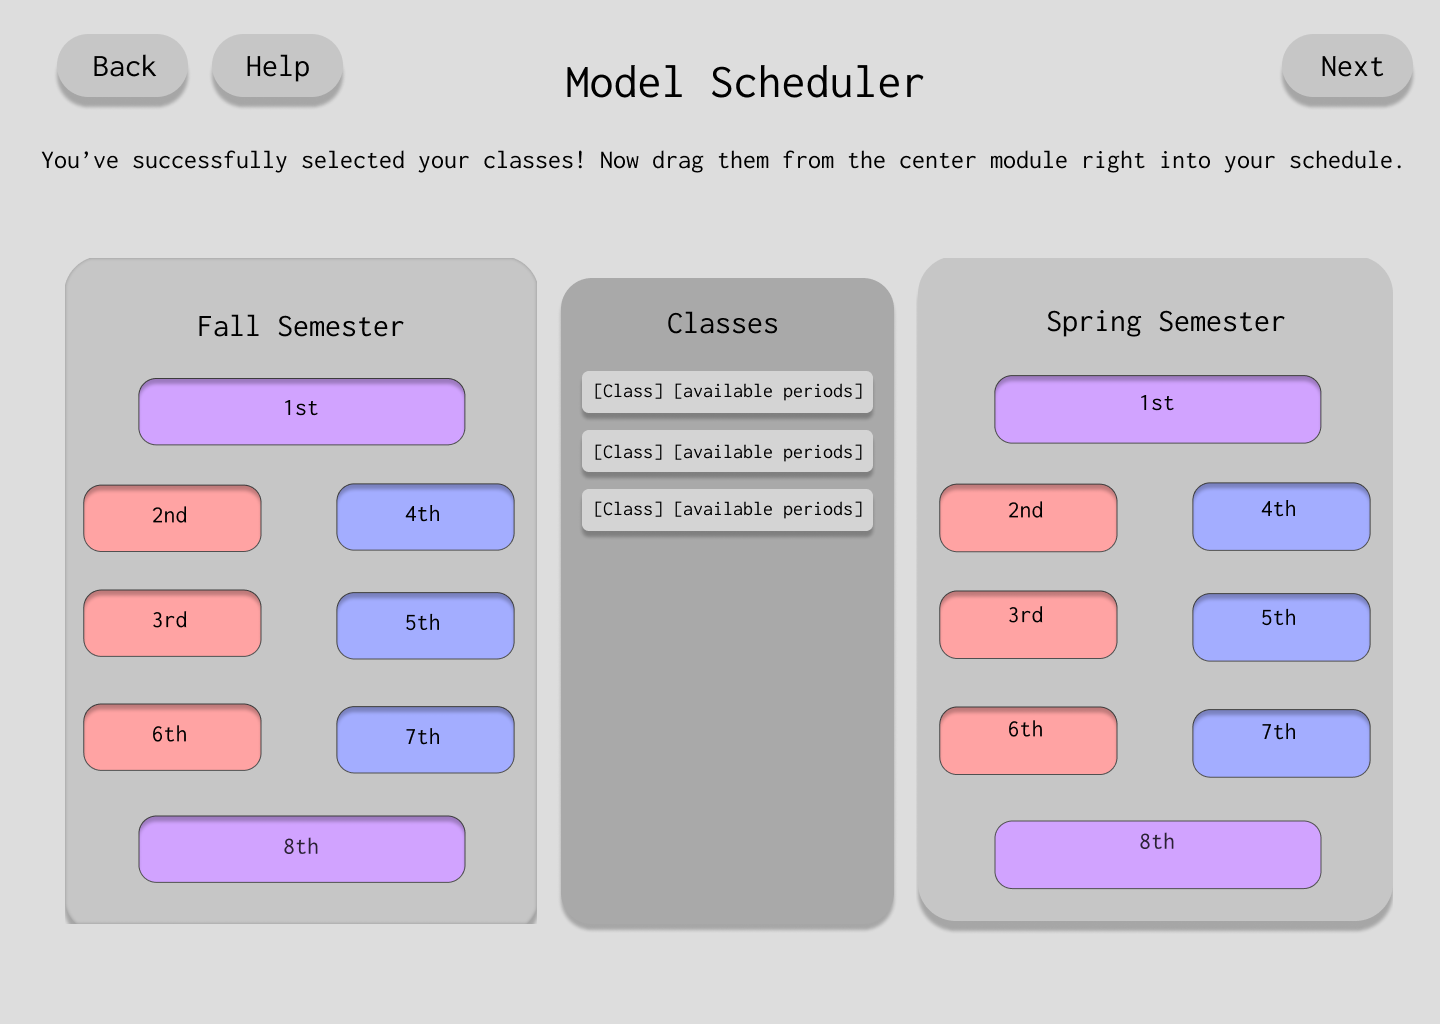 Back
Help
Model Scheduler
Next
You’ve successfully selected your classes! Now drag them from the center module right into your schedule.
Fall Semester
1st
2nd
4th
3rd
5th
6th
7th
8th
Classes
[Class] [available periods]
[Class] [available periods]
[Class] [available periods]
Spring Semester
1st
2nd
4th
3rd
5th
6th
7th
8th